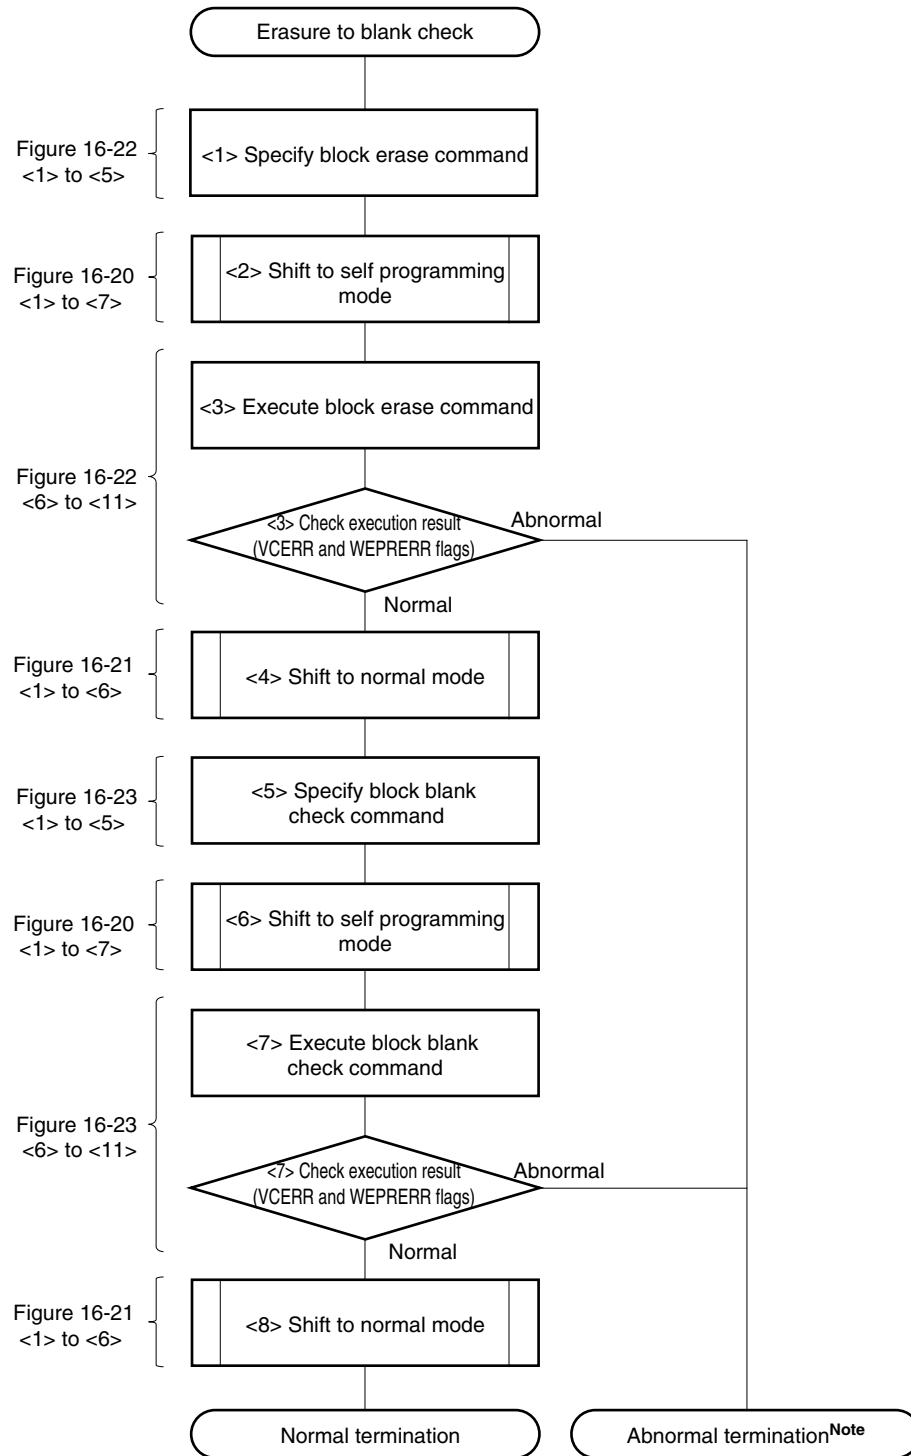 Erasure to blank check
Figure 16-22
<1> to <5>
<1> Specify block erase command
Figure 16-20
<1> to <7>
<2> Shift to self programming
mode
<3> Execute block erase command
Figure 16-22
<6> to <11>
<3> Check execution result
(VCERR and WEPRERR flags)
Abnormal
Normal
Figure 16-21
<1> to <6>
<4> Shift to normal mode
Figure 16-23
<1> to <5>
<5> Specify block blank
check command
Figure 16-20
<1> to <7>
<6> Shift to self programming
mode
<7> Execute block blank
check command
Figure 16-23
<6> to <11>
<7> Check execution result
(VCERR and WEPRERR flags)
Abnormal
Normal
Figure 16-21
<1> to <6>
<8> Shift to normal mode
Normal termination
Abnormal termination Note